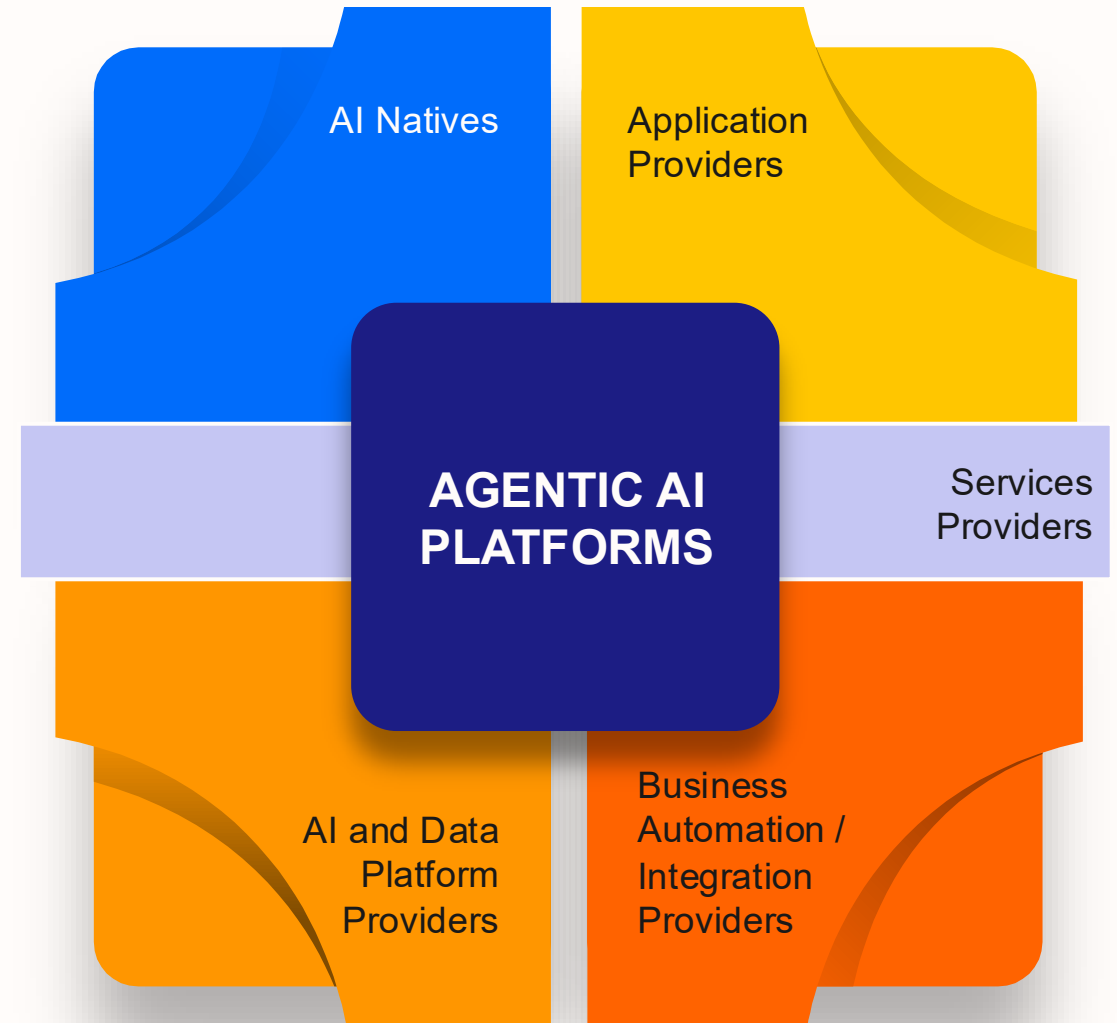 AI Natives
Application
Providers
AGENTIC AI
PLATFORMS
Services
Providers
AI and Data
Platform
Providers
Business
Automation /
Integration
Providers